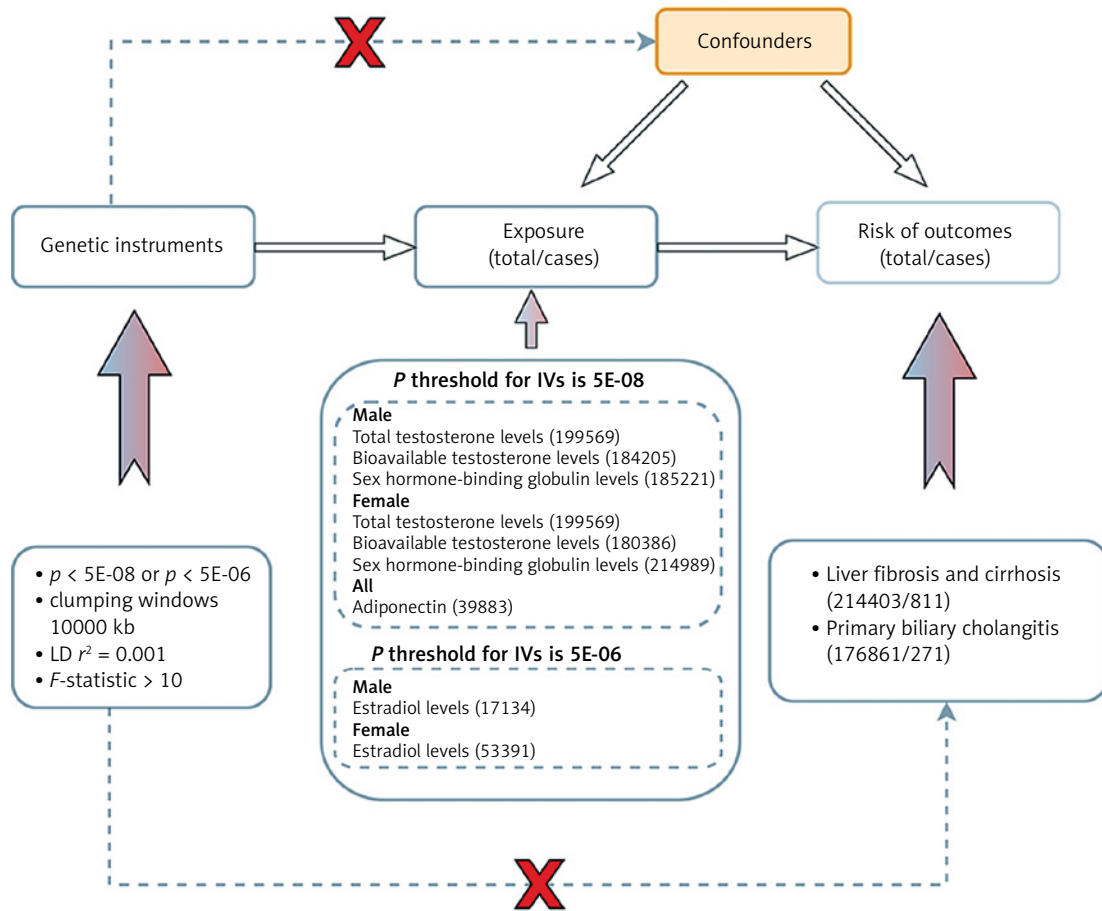 Confounders
Genetic instruments
Exposure
(total/cases)
Risk of outcomes
(total/cases)
P threshold for IVs is 5E-08
Male
Total testosterone levels (199569)
Bioavailable testosterone levels (184205)
Sex hormone-binding globulin levels (185221)
Female
Total testosterone levels (199569)
Bioavailable testosterone levels (180386)
Sex hormone-binding globulin levels (214989)
All
Adiponectin (39883)
P threshold for IVs is 5E-06
Male
Estradiol levels (17134)
Female
Estradiol levels (53391)
• p < 5E-08 or p < 5E-06
• clumping windows
10000 kb
• LD r² = 0.001
• F-statistic > 10
• Liver fibrosis and cirrhosis
(214403/811)
• Primary biliary cholangitis
(176861/271)